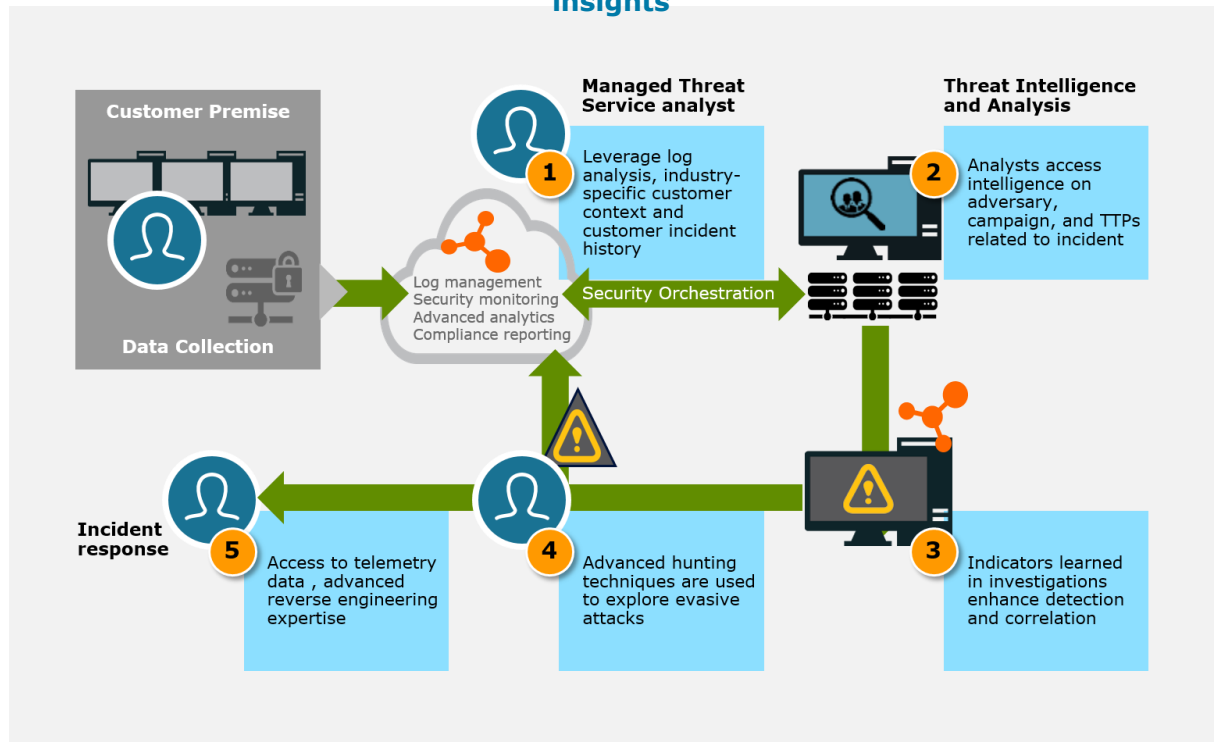 insights
Customer Premise
Data Collection
Log management
Security monitoring
Advanced analytics
Compliance reporting
Managed Threat
Service analyst
1
Leverage log
analysis, industry-
specific customer
context and
customer incident
history
Security Orchestration
Threat Intelligence
and Analysis
2
Analysts access
intelligence on
adversary,
campaign, and TTPs
related to incident
3
Indicators learned
in investigations
enhance detection
and correlation
4
Advanced hunting
techniques are used
to explore evasive
attacks
Incident
response
5
Access to telemetry
data , advanced
reverse engineering
expertise